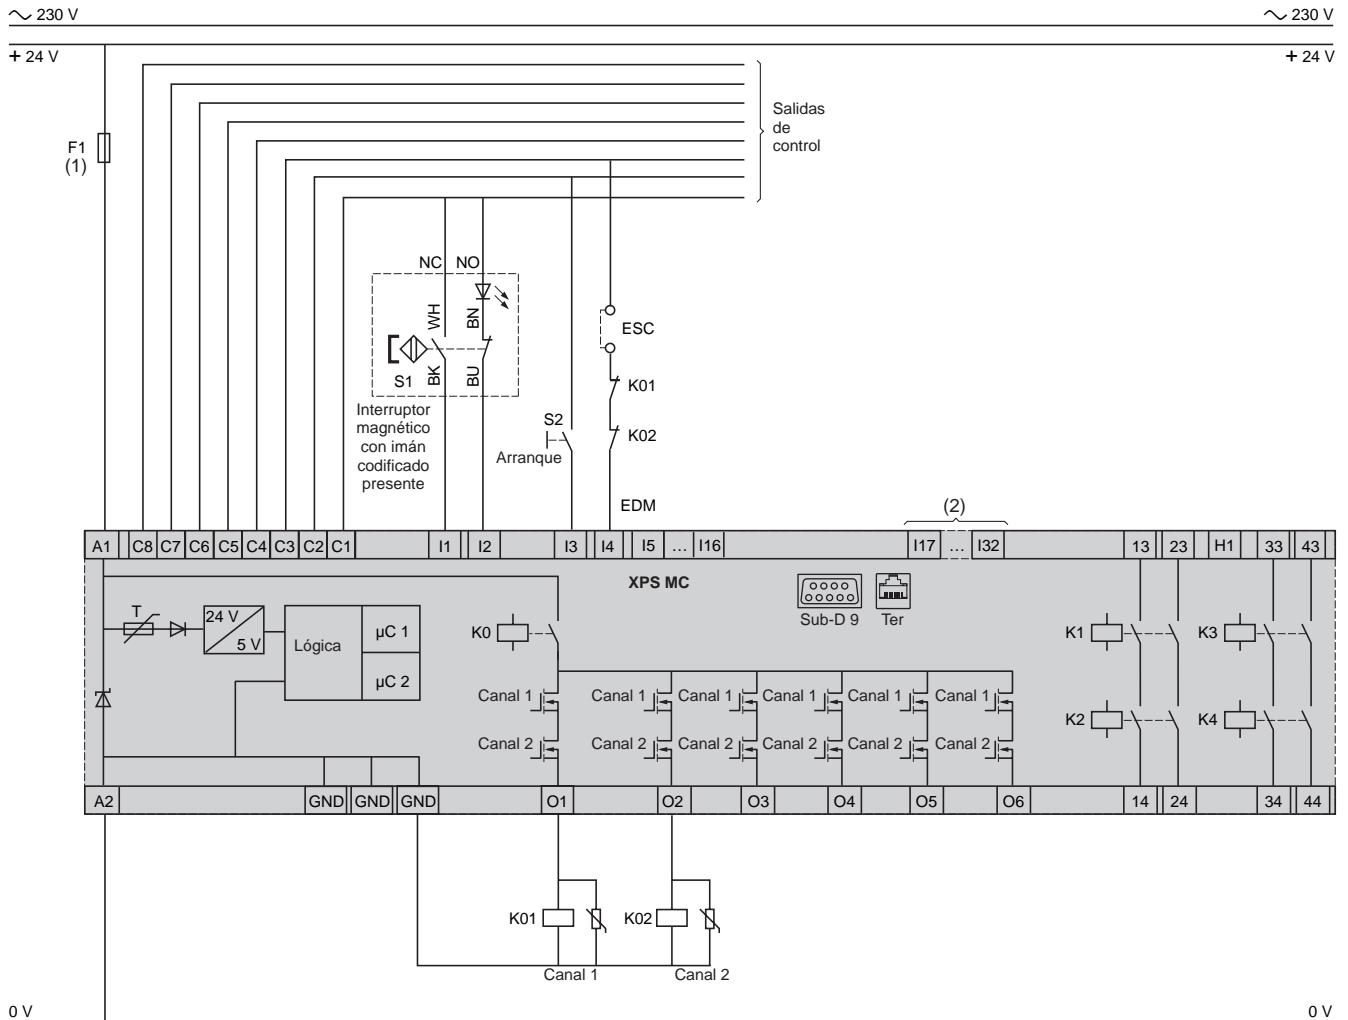 230 V
230 V
+ 24 V
+ 24 V
Salidas
de
control
F1
(1)
NC NO
WH
BN
ESC
S1
BK
BU
K01
Interruptor
magnético
con imán
codificado
presente
S2
Arranque
K02
EDM
(2)
A1 C8 C7 C6 C5 C4 C3 C2 C1 I1 I2 I3 I4 I5 ... I16 I17 ... I32 13 23 H1 33 43
XPS MC
Sub-D 9 Ter
T
24 V
5 V
Lógica
µC 1
µC 2
K0
K1
K3
Canal 1 Canal 1 Canal 1 Canal 1 Canal 1 Canal 1
K2
K4
Canal 2 Canal 2 Canal 2 Canal 2 Canal 2 Canal 2
A2 GND GND GND O1 O2 O3 O4 O5 O6 14 24 34 44
K01
K02
Canal 1
Canal 2
0 V
0 V